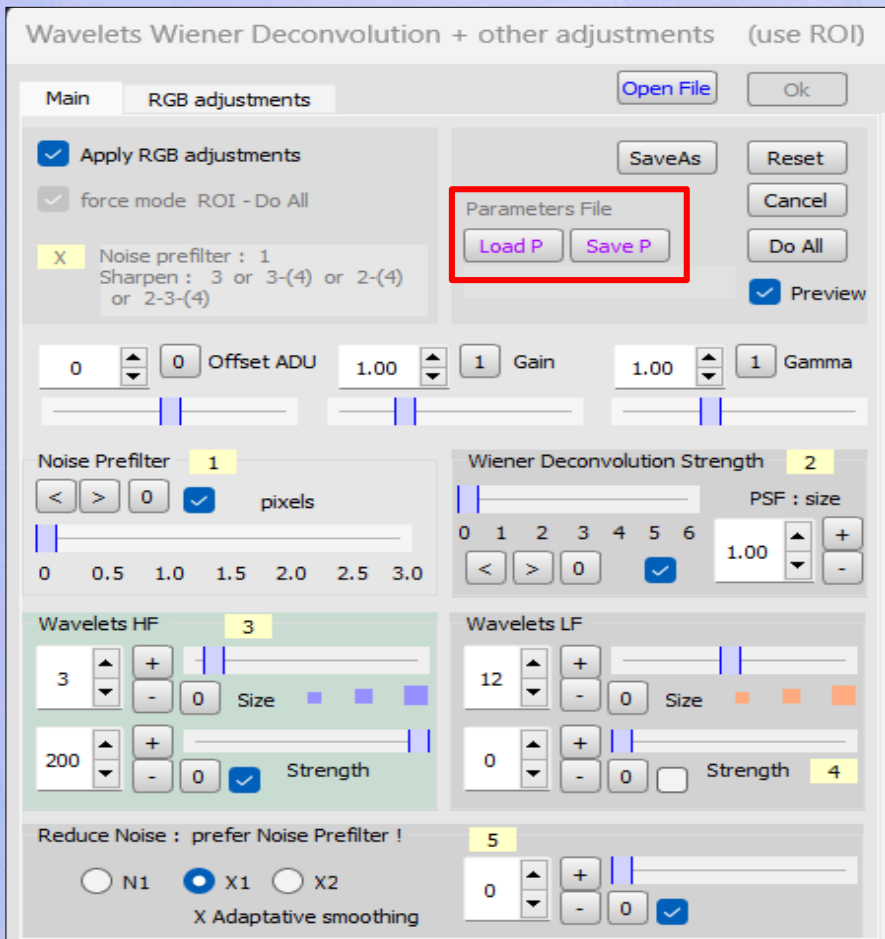 Wavelets Wiener Deconvolution + other adjustments (use ROI)
Main RGB adjustments Open File Ok
Apply RGB adjustments SaveAs Reset
force mode ROI - Do All Parameters File Cancel
Load P Save P Do All
X Noise prefilter : 1
Sharpen : 3 or 3-(4) or 2-(4)
or 2-3-(4)
Preview
0 0 Offset ADU 1.00 1 Gain 1.00 1 Gamma
Noise Prefilter 1
< > 0 pixels
0 0.5 1.0 1.5 2.0 2.5 3.0
Wiener Deconvolution Strength 2
PSF : size
0 1 2 3 4 5 6
< > 0 1.00 + -
Wavelets HF 3
3 + - 0 Size
200 + - 0 Strength
Wavelets LF
12 + - 0 Size
0 + - 0 Strength 4
Reduce Noise : prefer Noise Prefilter ! 5
N1 X1 X2 0 + - 0
X Adaptative smoothing